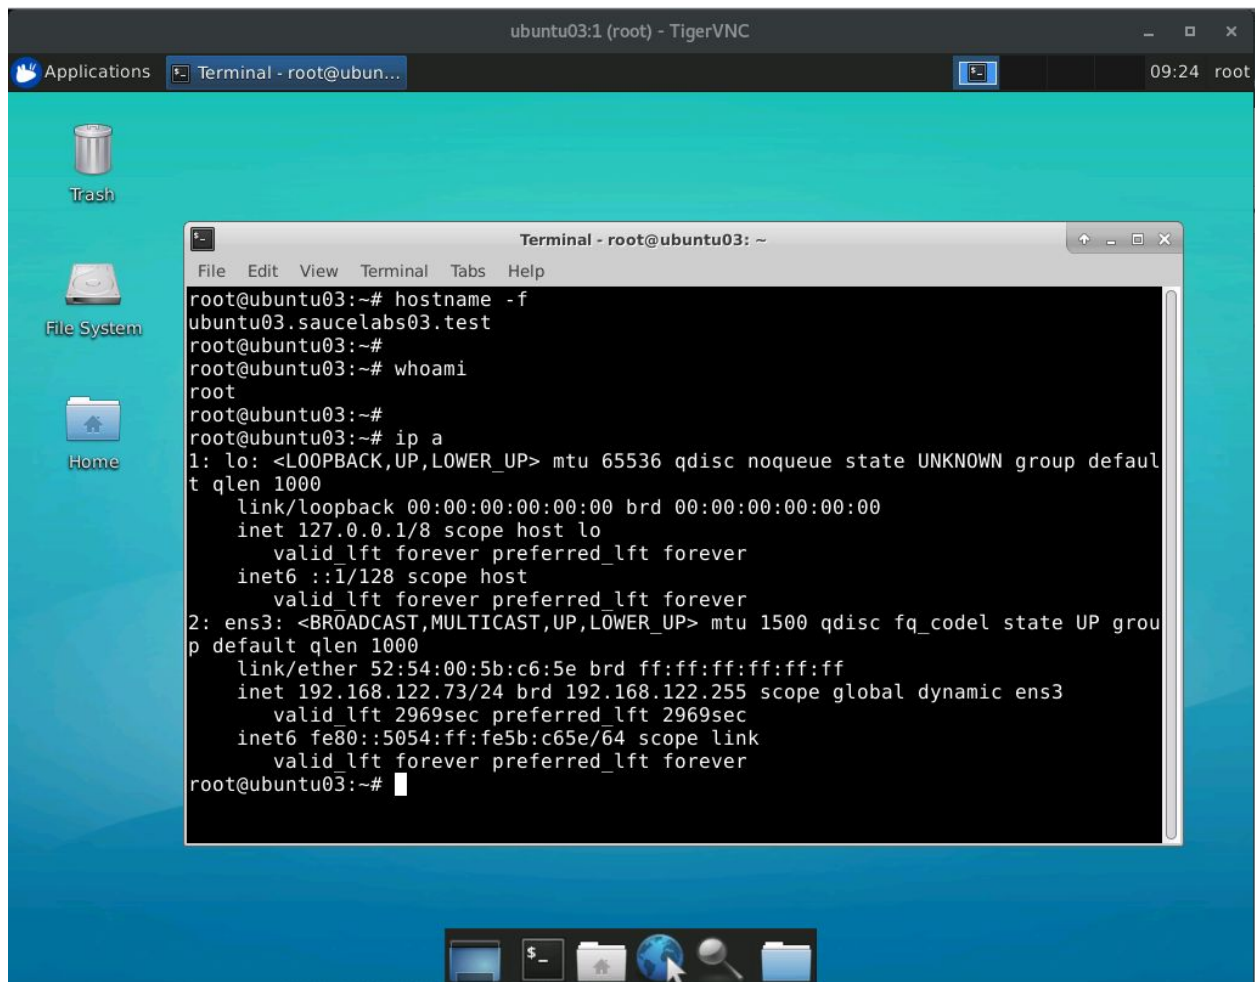 ubuntu03:1 (root) - TigerVNC
Applications Terminal - root@ubun... 09:24 root
Trash
File System
Home
Terminal - root@ubuntu03: ~
File Edit View Terminal Tabs Help
root@ubuntu03:~# hostname -f
ubuntu03.saucelabs03.test
root@ubuntu03:~#
root@ubuntu03:~# whoami
root
root@ubuntu03:~#
root@ubuntu03:~# ip a
1: lo: <LOOPBACK,UP,LOWER_UP> mtu 65536 qdisc noqueue state UNKNOWN group defaul
t qlen 1000
    link/loopback 00:00:00:00:00:00 brd 00:00:00:00:00:00
    inet 127.0.0.1/8 scope host lo
       valid_lft forever preferred_lft forever
    inet6 ::1/128 scope host
       valid_lft forever preferred_lft forever
2: ens3: <BROADCAST,MULTICAST,UP,LOWER_UP> mtu 1500 qdisc fq_codel state UP grou
p default qlen 1000
    link/ether 52:54:00:5b:c6:5e brd ff:ff:ff:ff:ff:ff
    inet 192.168.122.73/24 brd 192.168.122.255 scope global dynamic ens3
       valid_lft 2969sec preferred_lft 2969sec
    inet6 fe80::5054:ff:fe5b:c65e/64 scope link
       valid_lft forever preferred_lft forever
root@ubuntu03:~#